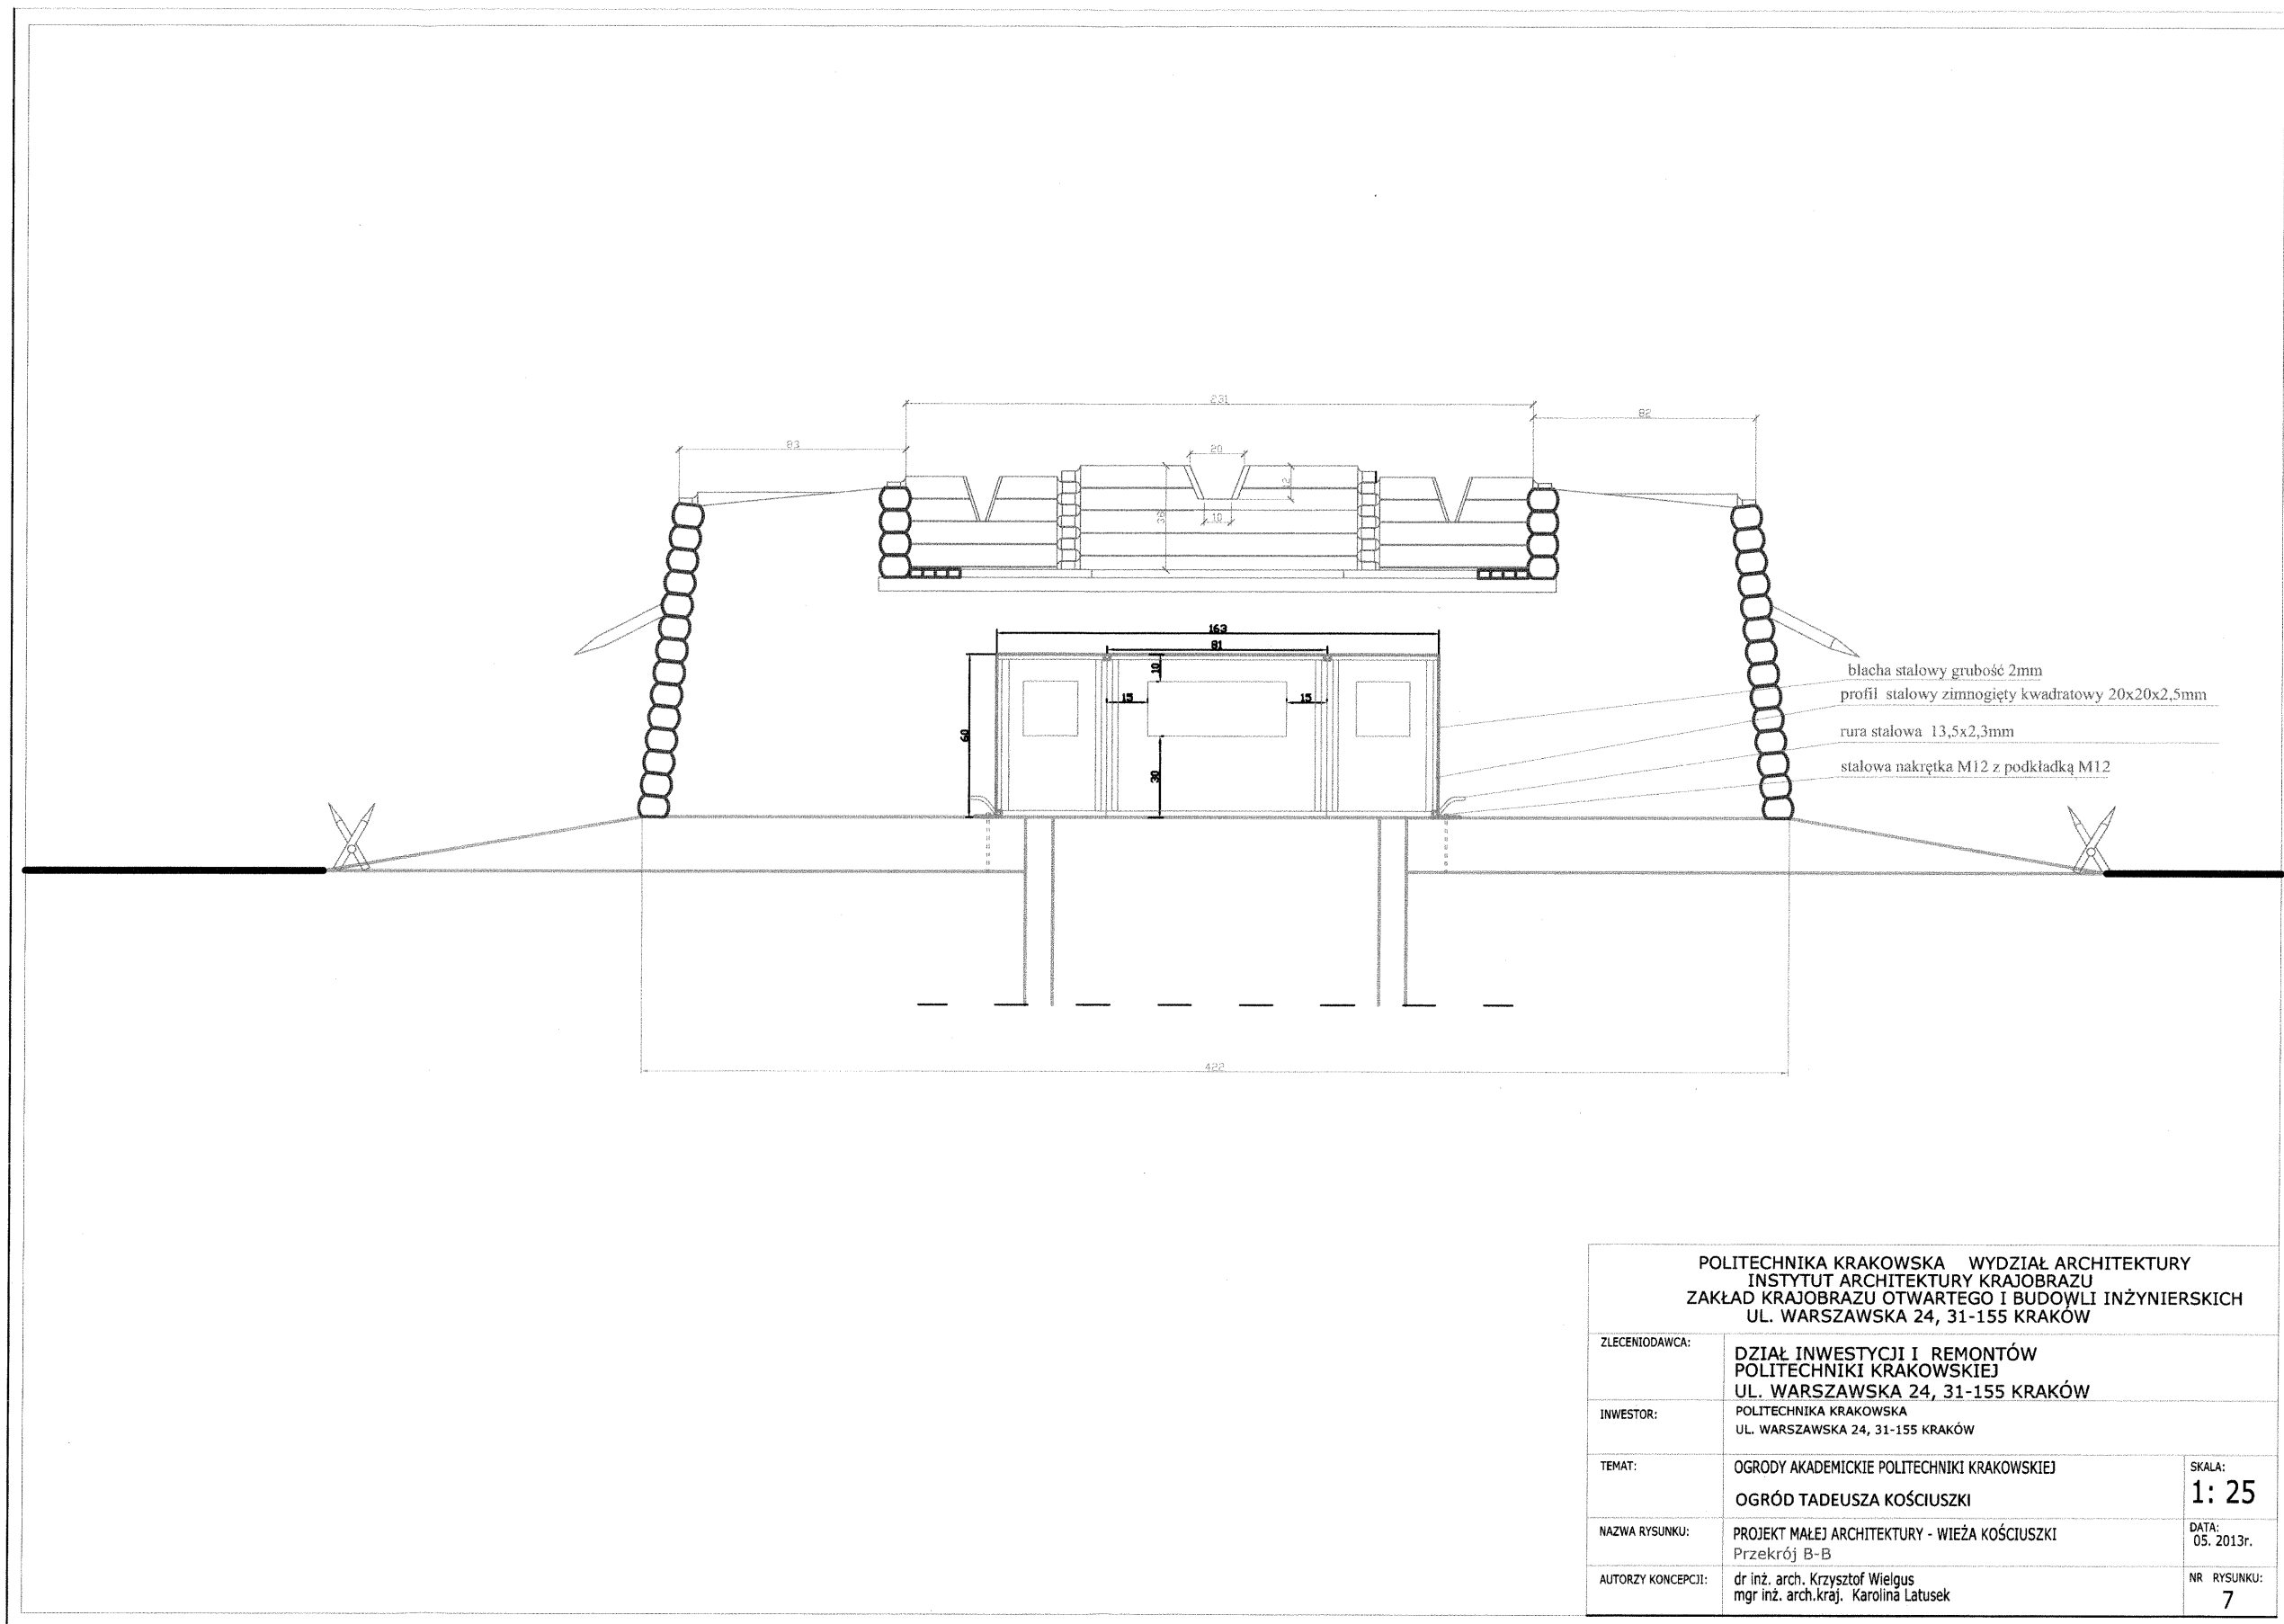 231
82
83
20
12
36
10
163
81
10
15
15
60
30
blacha stalowy grubość 2mm
profil stalowy zimnogięty kwadratowy 20x20x2,5mm
rura stalowa 13,5x2,3mm
stalowa nakrętka M12 z podkładką M12
422
POLITECHNIKA KRAKOWSKA WYDZIAŁ ARCHITEKTURY
INSTYTUT ARCHITEKTURY KRAJOBRAZU
ZAKŁAD KRAJOBRAZU OTWARTEGO I BUDOWLI INŻYNIERSKICH
UL. WARSZAWSKA 24, 31-155 KRAKÓW
ZLECENIODAWCA:
DZIAŁ INWESTYCJI I REMONTÓW
POLITECHNIKI KRAKOWSKIEJ
UL. WARSZAWSKA 24, 31-155 KRAKÓW
INWESTOR:
POLITECHNIKA KRAKOWSKA
UL. WARSZAWSKA 24, 31-155 KRAKÓW
TEMAT:
OGRODY AKADEMICKIE POLITECHNIKI KRAKOWSKIEJ
OGRÓD TADEUSZA KOŚCIUSZKI
SKALA:
1: 25
NAZWA RYSUNKU:
PROJEKT MAŁEJ ARCHITEKTURY - WIEŻA KOŚCIUSZKI
Przekrój B-B
DATA:
05. 2013r.
AUTORZY KONCEPCJI:
dr inż. arch. Krzysztof Wielgus
mgr inż. arch.kraj. Karolina Latusek
NR RYSUNKU:
7